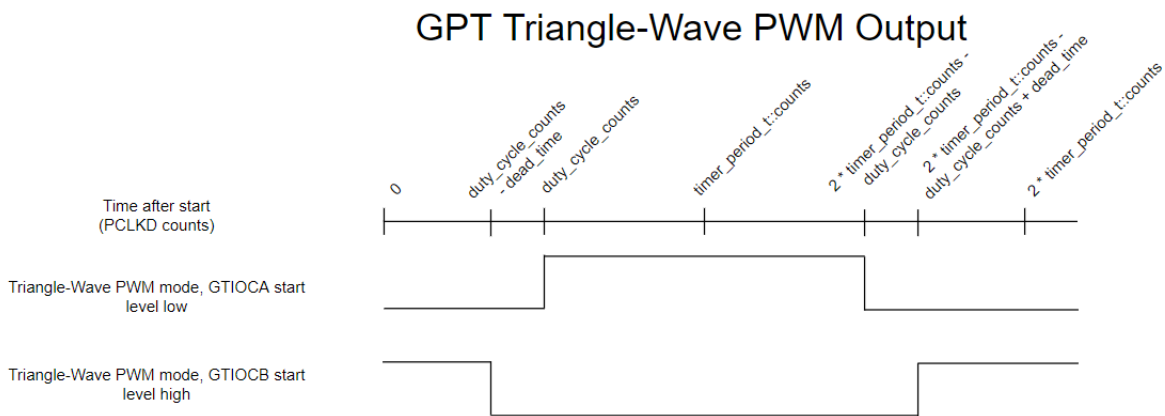 GPT Triangle-Wave PWM Output
0
duty_cycle_counts
- dead_time
duty_cycle_counts
timer_period_t::counts
2 * timer_period_t::counts -
duty_cycle_counts
2 * timer_period_t::counts -
duty_cycle_counts + dead_time
2 * timer_period_t::counts
Time after start
(PCLKD counts)
Triangle-Wave PWM mode, GTIOCA start
level low
Triangle-Wave PWM mode, GTIOCB start
level high